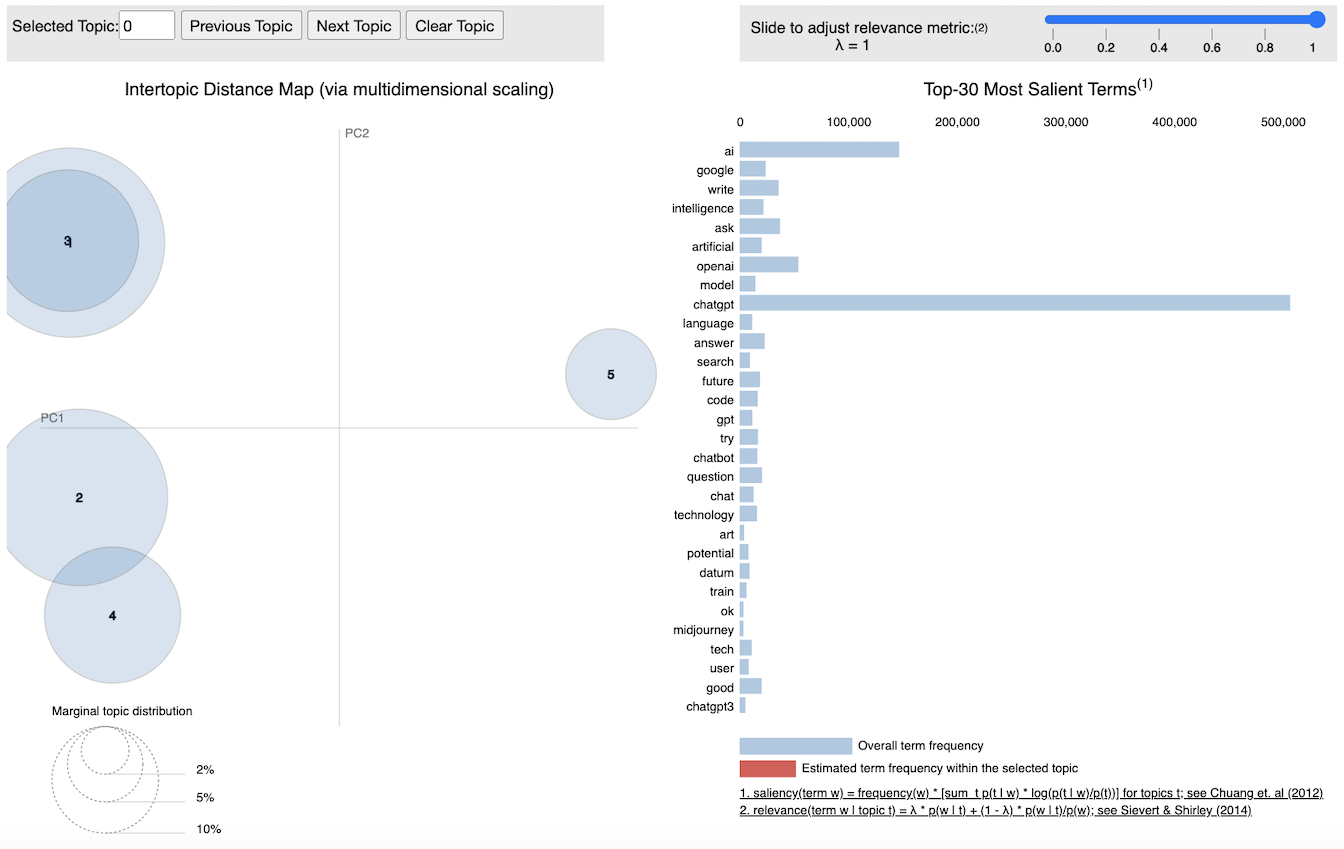 Selected Topic: 0 Previous Topic Next Topic Clear Topic
Slide to adjust relevance metric:(2)
λ = 1
0.0 0.2 0.4 0.6 0.8 1
Intertopic Distance Map (via multidimensional scaling)
PC2
PC1
3
1
5
2
4
Marginal topic distribution
2%
5%
10%
Top-30 Most Salient Terms(1)
0 100,000 200,000 300,000 400,000 500,000
ai
google
write
intelligence
ask
artificial
openai
model
chatgpt
language
answer
search
future
code
gpt
try
chatbot
question
chat
technology
art
potential
datum
train
ok
midjourney
tech
user
good
chatgpt3
Overall term frequency
Estimated term frequency within the selected topic
1. saliency(term w) = frequency(w) * [sum_t p(t | w) * log(p(t | w)/p(t))] for topics t; see Chuang et. al (2012)
2. relevance(term w | topic t) = λ * p(w | t) + (1 - λ) * p(w | t)/p(w); see Sievert & Shirley (2014)